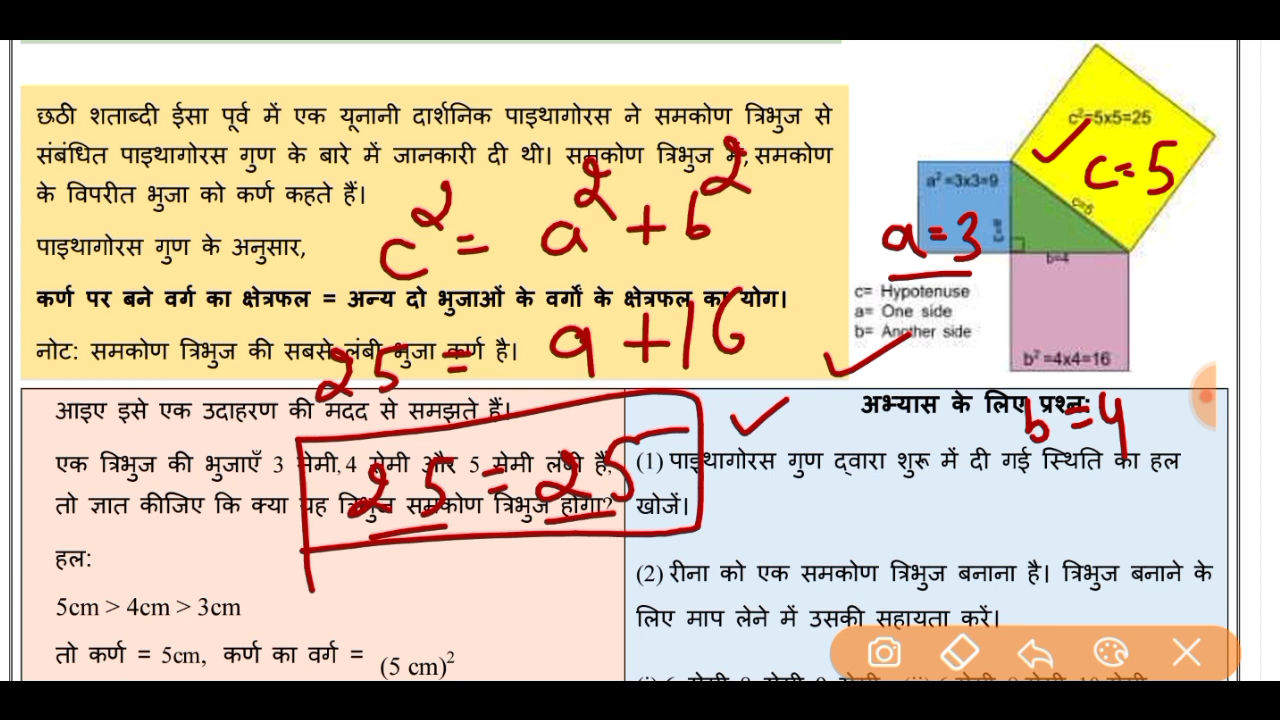 छठी शताब्दी ईसा पूर्व में एक यूनानी दार्शनिक पाइथागोरस ने समकोण त्रिभुज से
संबंधित पाइथागोरस गुण के बारे में जानकारी दी थी। समकोण त्रिभुज में, समकोण
के विपरीत भुजा को कर्ण कहते हैं।
पाइथागोरस गुण के अनुसार,
कर्ण पर बने वर्ग का क्षेत्रफल = अन्य दो भुजाओं के वर्गों के क्षेत्रफल का योग।
नोट: समकोण त्रिभुज की सबसे लंबी भुजा कर्ण है।
c² = a² + b²
25 = 9 + 16
25 = 25
c²=5x5=25
c=5
a²=3x3=9
c=5
a=3
b=4
c= Hypotenuse
a= One side
b= Another side
b²=4x4=16
b=4
आइए इसे एक उदाहरण की मदद से समझते हैं।
एक त्रिभुज की भुजाएँ 3 सेमी,4 सेमी और 5 सेमी लंबी है,
तो ज्ञात कीजिए कि क्या यह त्रिभुज समकोण त्रिभुज होगा?
हल:
5cm > 4cm > 3cm
तो कर्ण = 5cm, कर्ण का वर्ग = (5 cm)²
अभ्यास के लिए प्रश्न:
(1) पाइथागोरस गुण द्वारा शुरू में दी गई स्थिति का हल
खोजें।
(2) रीना को एक समकोण त्रिभुज बनाना है। त्रिभुज बनाने के
लिए माप लेने में उसकी सहायता करें।